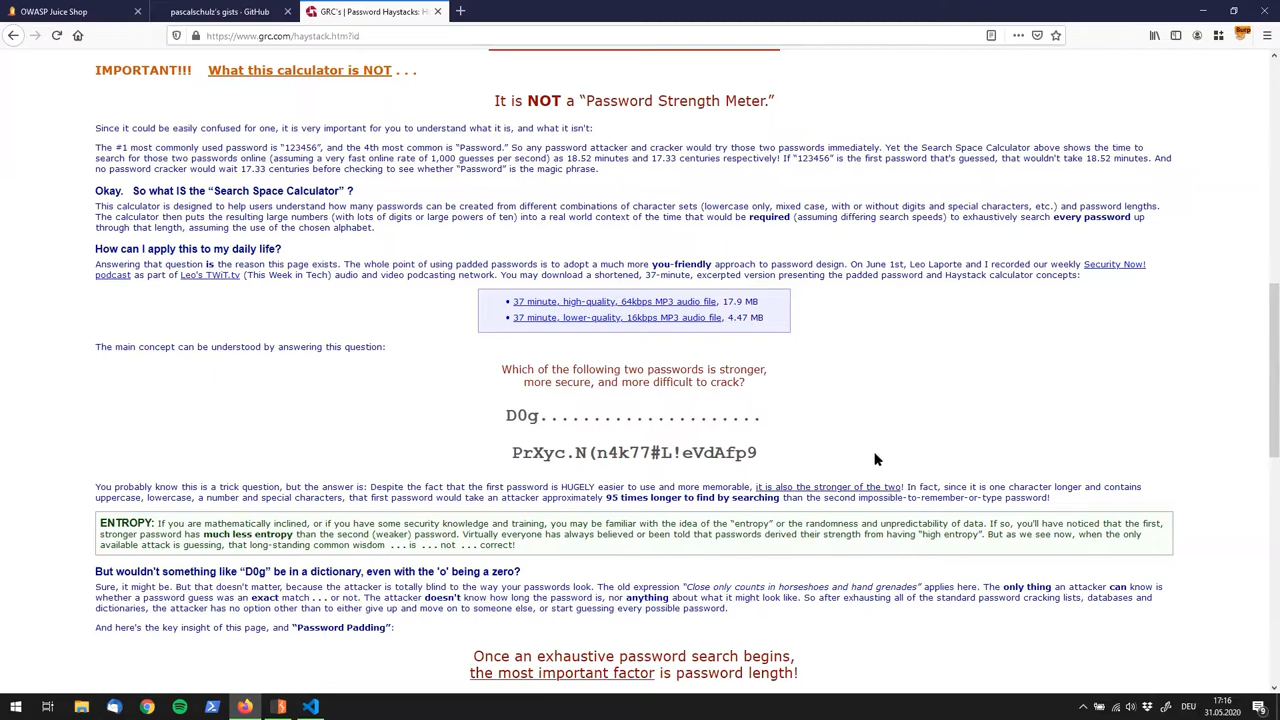 OWASP Juice Shop
pascalschulz's gists · GitHub
GRC's | Password Haystacks: H
https://www.grc.com/haystack.htm?id
Burp
IMPORTANT!!! What this calculator is NOT . . .
It is NOT a “Password Strength Meter.”
Since it could be easily confused for one, it is very important for you to understand what it is, and what it isn't:
The #1 most commonly used password is “123456”, and the 4th most common is “Password.” So any password attacker and cracker would try those two passwords immediately. Yet the Search Space Calculator above shows the time to
search for those two passwords online (assuming a very fast online rate of 1,000 guesses per second) as 18.52 minutes and 17.33 centuries respectively! If “123456” is the first password that's guessed, that wouldn't take 18.52 minutes. And
no password cracker would wait 17.33 centuries before checking to see whether “Password” is the magic phrase.
Okay. So what IS the “Search Space Calculator” ?
This calculator is designed to help users understand how many passwords can be created from different combinations of character sets (lowercase only, mixed case, with or without digits and special characters, etc.) and password lengths.
The calculator then puts the resulting large numbers (with lots of digits or large powers of ten) into a real world context of the time that would be required (assuming differing search speeds) to exhaustively search every password up
through that length, assuming the use of the chosen alphabet.
How can I apply this to my daily life?
Answering that question is the reason this page exists. The whole point of using padded passwords is to adopt a much more you-friendly approach to password design. On June 1st, Leo Laporte and I recorded our weekly Security Now!
podcast as part of Leo's TWiT.tv (This Week in Tech) audio and video podcasting network. You may download a shortened, 37-minute, excerpted version presenting the padded password and Haystack calculator concepts:
• 37 minute, high-quality, 64kbps MP3 audio file, 17.9 MB
• 37 minute, lower-quality, 16kbps MP3 audio file, 4.47 MB
The main concept can be understood by answering this question:
Which of the following two passwords is stronger,
more secure, and more difficult to crack?
D0g.....................
PrXyc.N(n4k77#L!eVdAfp9
You probably know this is a trick question, but the answer is: Despite the fact that the first password is HUGELY easier to use and more memorable, it is also the stronger of the two! In fact, since it is one character longer and contains
uppercase, lowercase, a number and special characters, that first password would take an attacker approximately 95 times longer to find by searching than the second impossible-to-remember-or-type password!
ENTROPY: If you are mathematically inclined, or if you have some security knowledge and training, you may be familiar with the idea of the “entropy” or the randomness and unpredictability of data. If so, you'll have noticed that the first,
stronger password has much less entropy than the second (weaker) password. Virtually everyone has always believed or been told that passwords derived their strength from having “high entropy”. But as we see now, when the only
available attack is guessing, that long-standing common wisdom . . . is . . . not . . . correct!
But wouldn't something like “D0g” be in a dictionary, even with the 'o' being a zero?
Sure, it might be. But that doesn't matter, because the attacker is totally blind to the way your passwords look. The old expression “Close only counts in horseshoes and hand grenades” applies here. The only thing an attacker can know is
whether a password guess was an exact match . . . or not. The attacker doesn't know how long the password is, nor anything about what it might look like. So after exhausting all of the standard password cracking lists, databases and
dictionaries, the attacker has no option other than to either give up and move on to someone else, or start guessing every possible password.
And here's the key insight of this page, and “Password Padding”:
Once an exhaustive password search begins,
the most important factor is password length!
DEU
17:16
31.05.2020